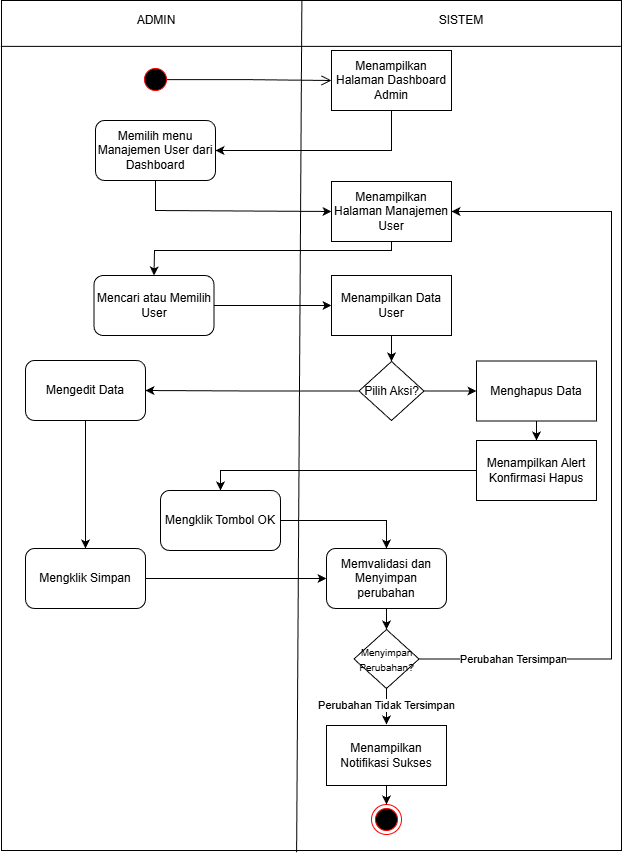 ADMIN
SISTEM
Menampilkan
Halaman Dashboard
Admin
Memilih menu
Manajemen User dari
Dashboard
Menampilkan
Halaman Manajemen
User
Mencari atau Memilih
User
Menampilkan Data
User
Mengedit Data
Pilih Aksi?
Menghapus Data
Menampilkan Alert
Konfirmasi Hapus
Mengklik Tombol OK
Mengklik Simpan
Memvalidasi dan
Menyimpan
perubahan
Menyimpan
Perubahan?
Perubahan Tersimpan
Perubahan Tidak Tersimpan
Menampilkan
Notifikasi Sukses